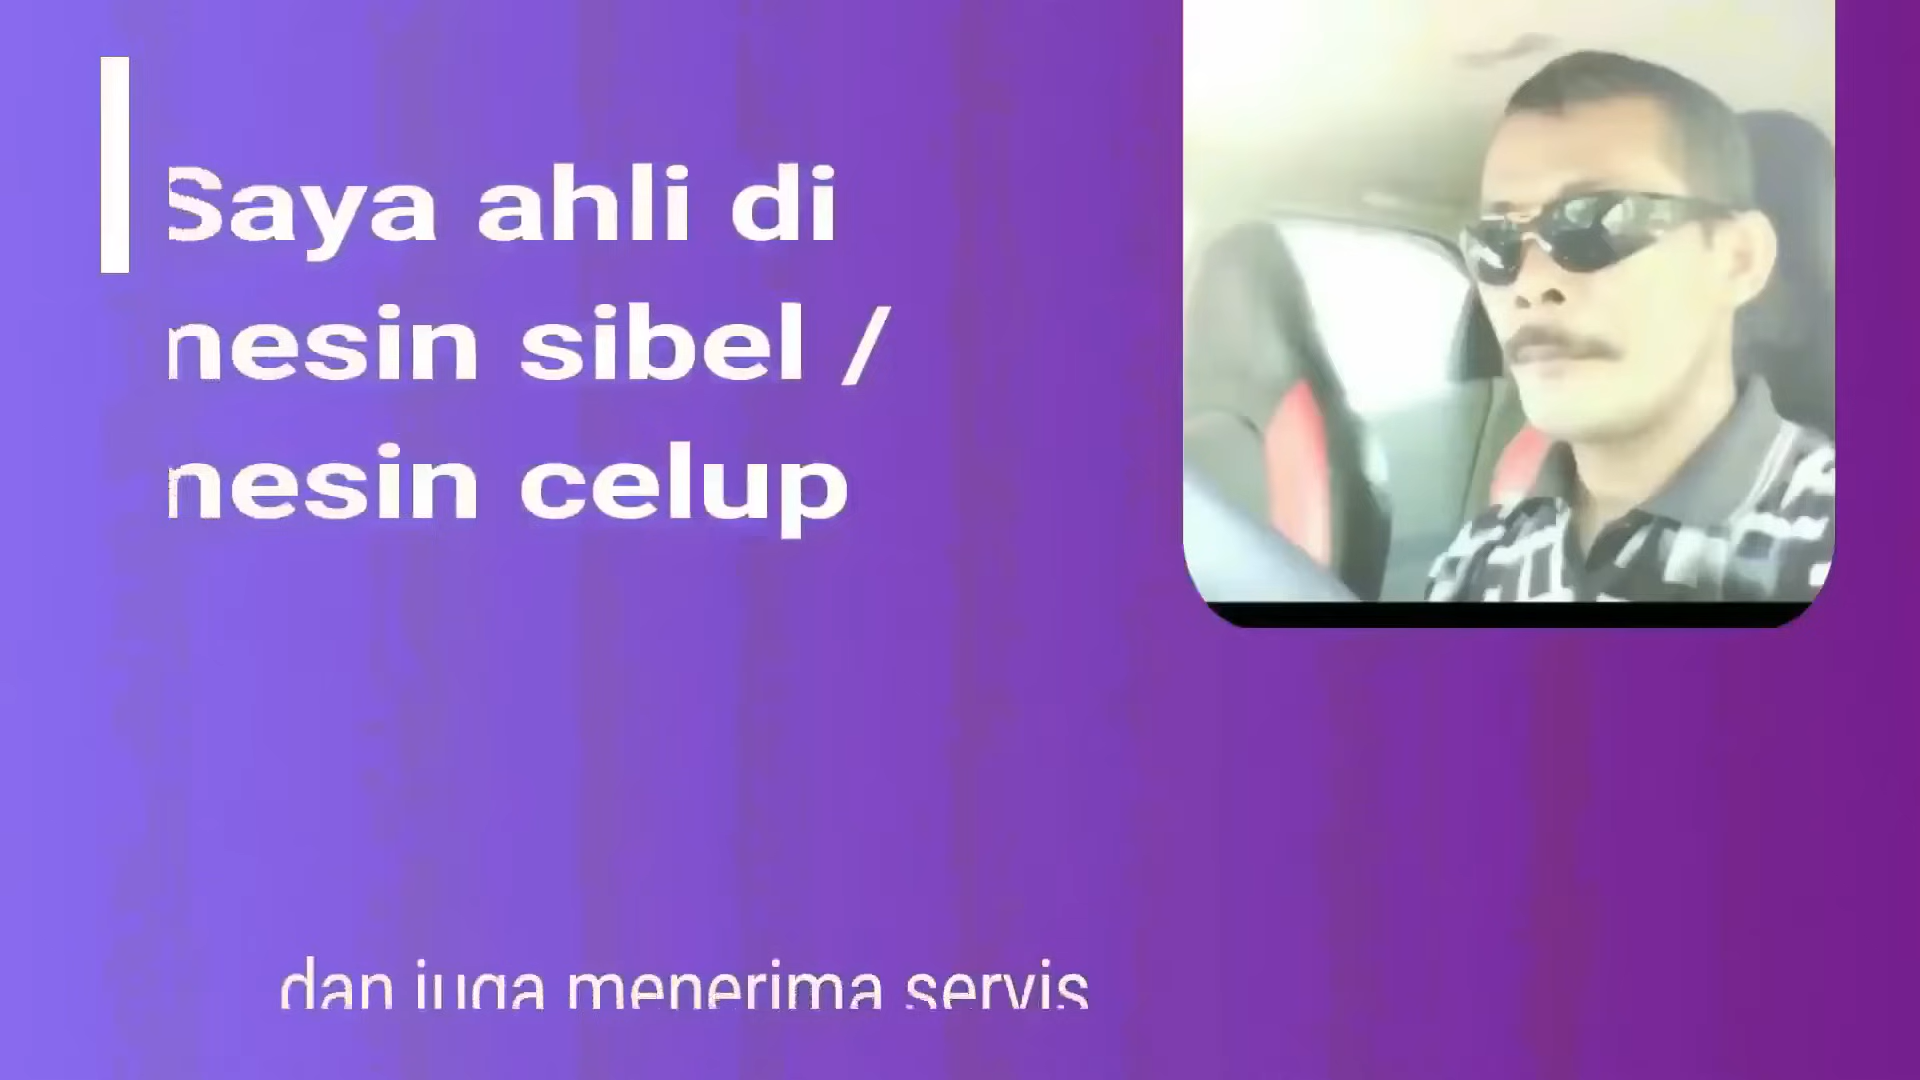 Saya ahli di
nesin sibel /
nesin celup
dan juga menerima servis